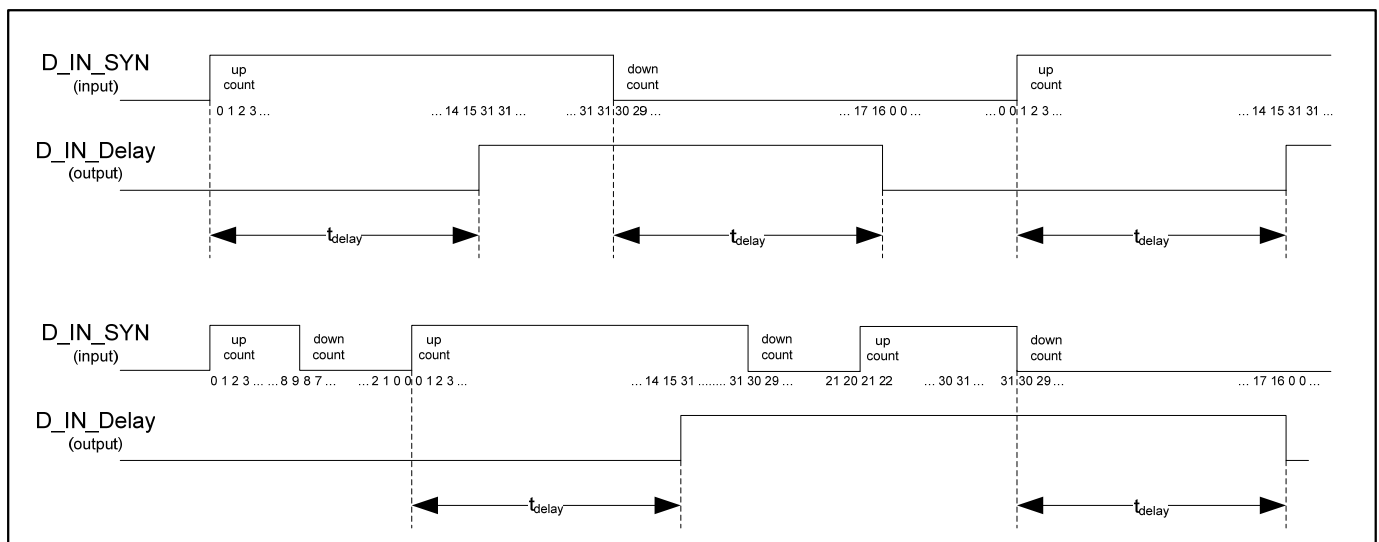 D_IN_SYN
(input)
up
count
down
count
up
count
0 1 2 3 ... ... 14 15 31 31 ... ... 31 31 30 29 ... ... 17 16 0 0 ... ... 0 0 1 2 3 ... ... 14 15 31 31 ...
D_IN_Delay
(output)
tdelay tdelay tdelay
D_IN_SYN
(input)
up
count
down
count
up
count
down
count
up
count
down
count
0 1 2 3 ... ... 8 9 8 7 ... ... 2 1 0 0 0 1 2 3 ... ... 14 15 31 ........ 31 30 29 ... 21 20 21 22 ... 30 31 ... 31 30 29 ... ... 17 16 0 0 ...
D_IN_Delay
(output)
tdelay tdelay